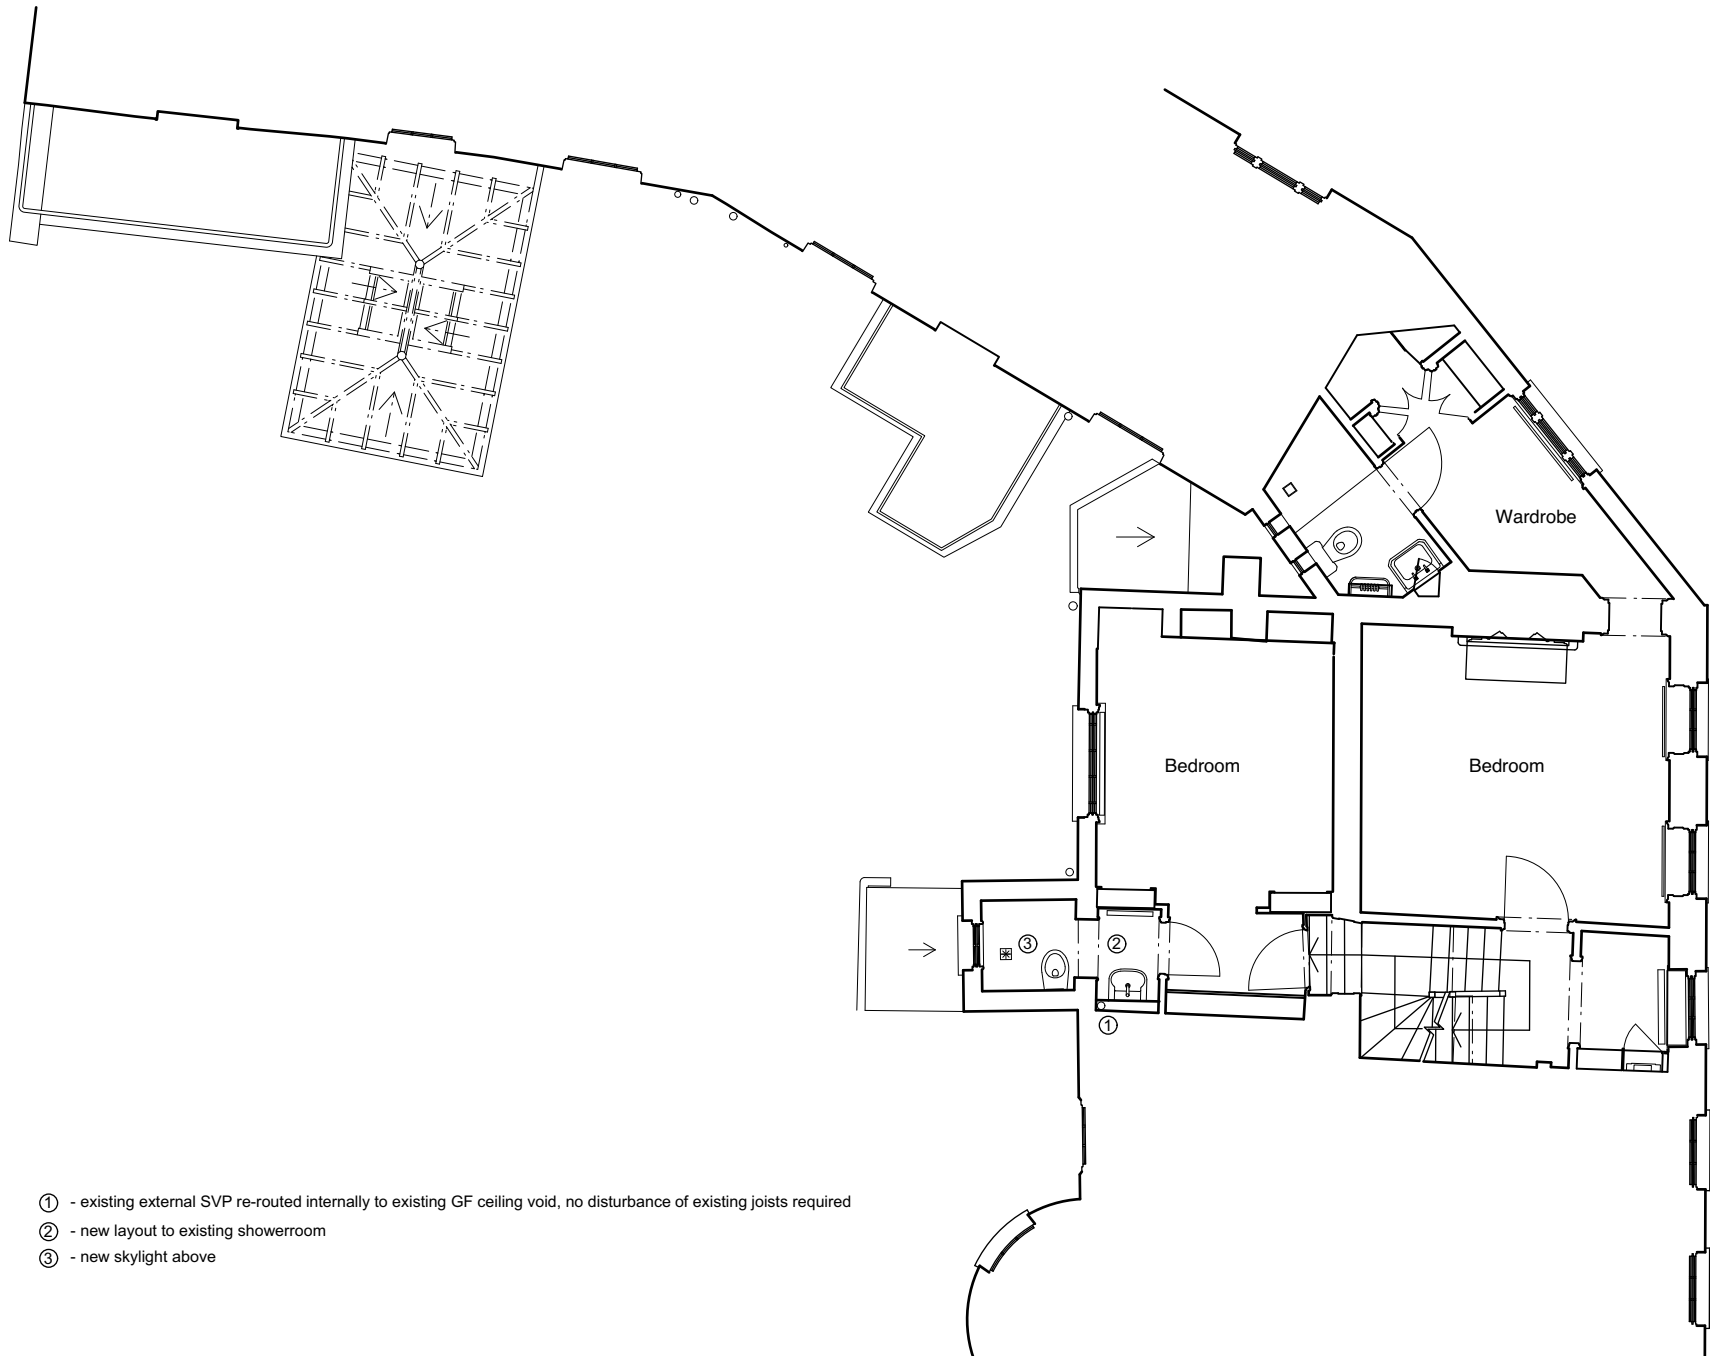 Wardrobe
Bedroom
Bedroom
3
2
1
1 - existing external SVP re-routed internally to existing GF ceiling void, no disturbance of existing joists required
2 - new layout to existing showerroom
3 - new skylight above